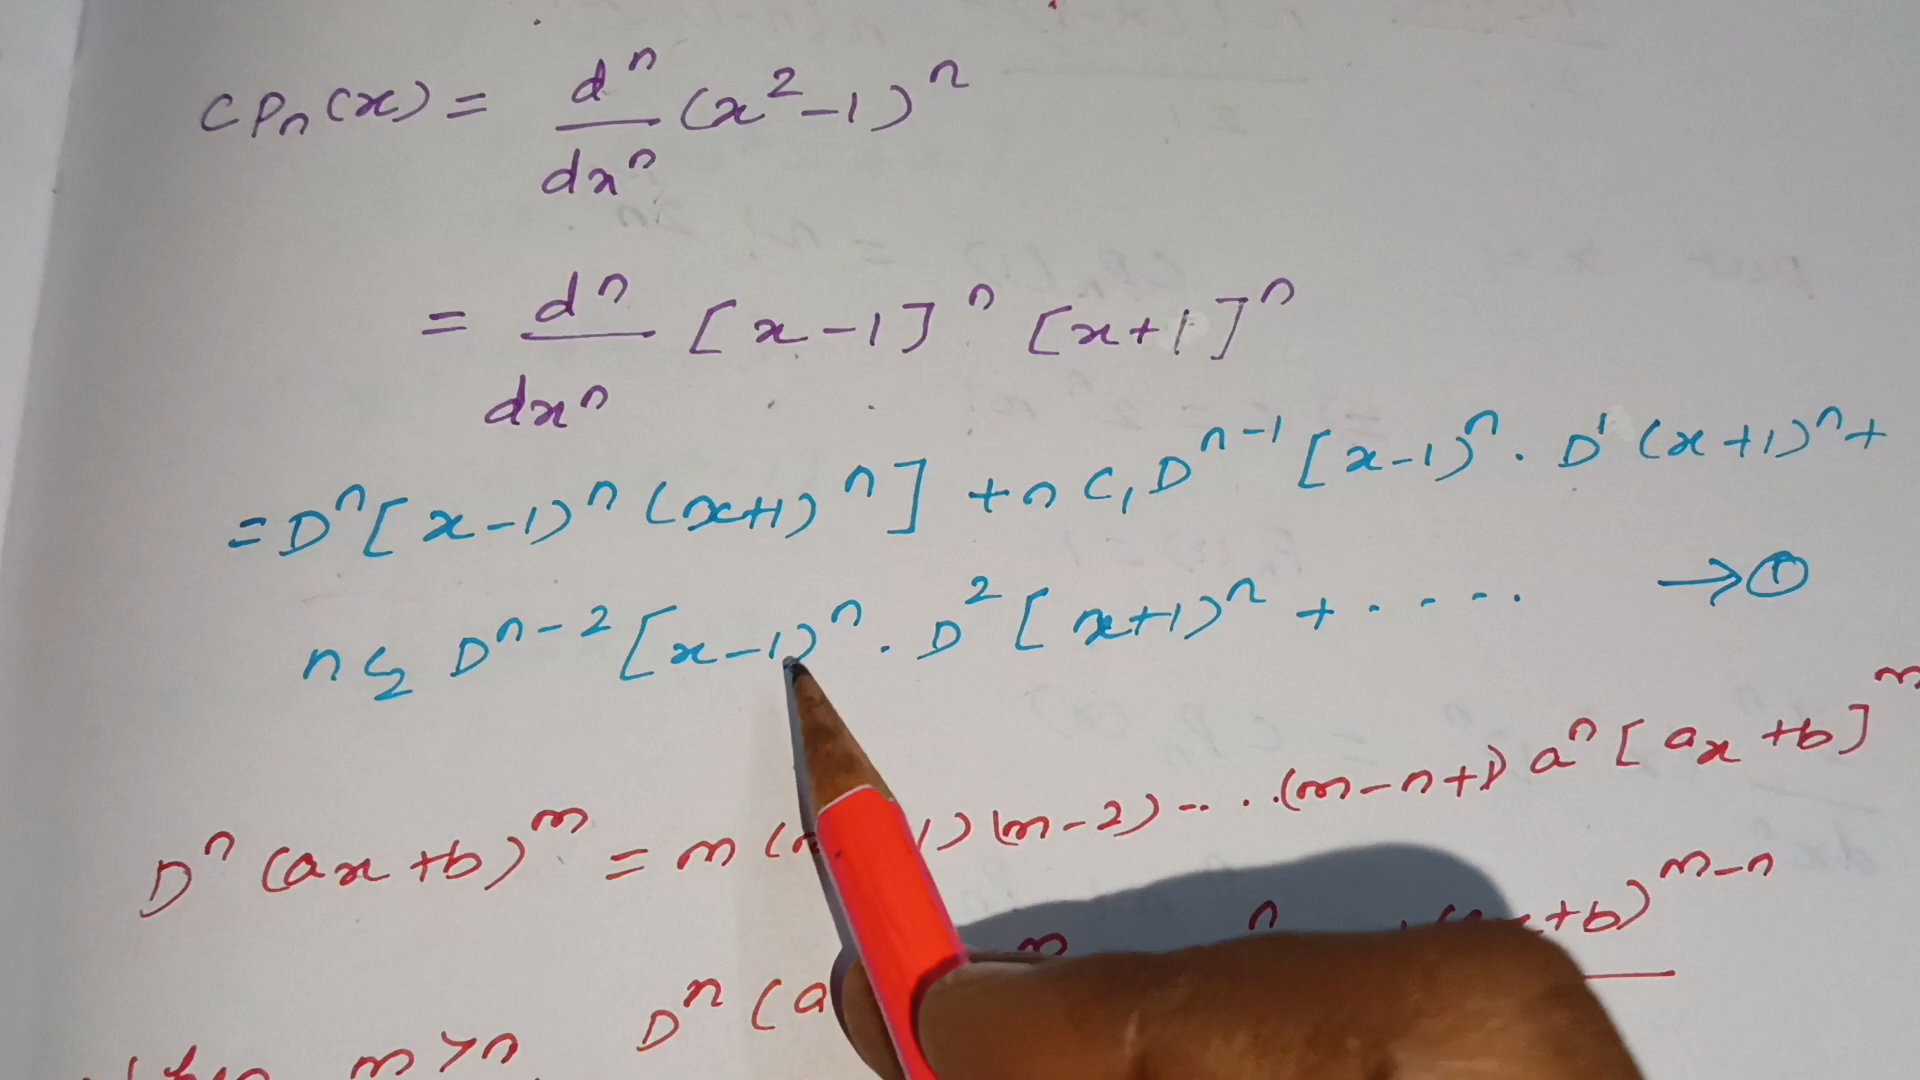 CPₙ(x) = dⁿ/dxⁿ (x²-1)ⁿ
= dⁿ/dxⁿ [x-1]ⁿ [x+1]ⁿ
= Dⁿ[x-1)ⁿ (x+1)ⁿ] + nC₁ Dⁿ⁻¹ [x-1)ⁿ . D¹ (x+1)ⁿ +
nC₂ Dⁿ⁻² [x-1)ⁿ . D² [x+1)ⁿ + ..... → ①
Dⁿ (ax+b)ᵐ = m( 1)(m-2)....(m-n+1) aⁿ [ax+b]ᵐ
m>n Dⁿ (a m n +b)ᵐ⁻ⁿ